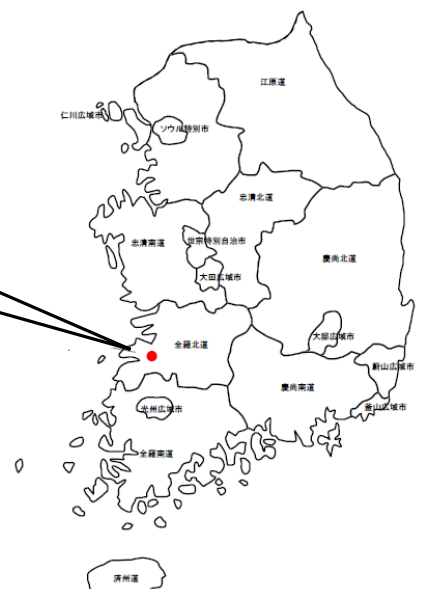 江原道
仁川広域市
ソウル特別市
忠清北道
忠清南道
世宗特別自治市
慶尚北道
大田広域市
大邱広域市
全羅北道
蔚山広域市
慶尚南道
釜山広域市
光州広域市
全羅南道
済州道